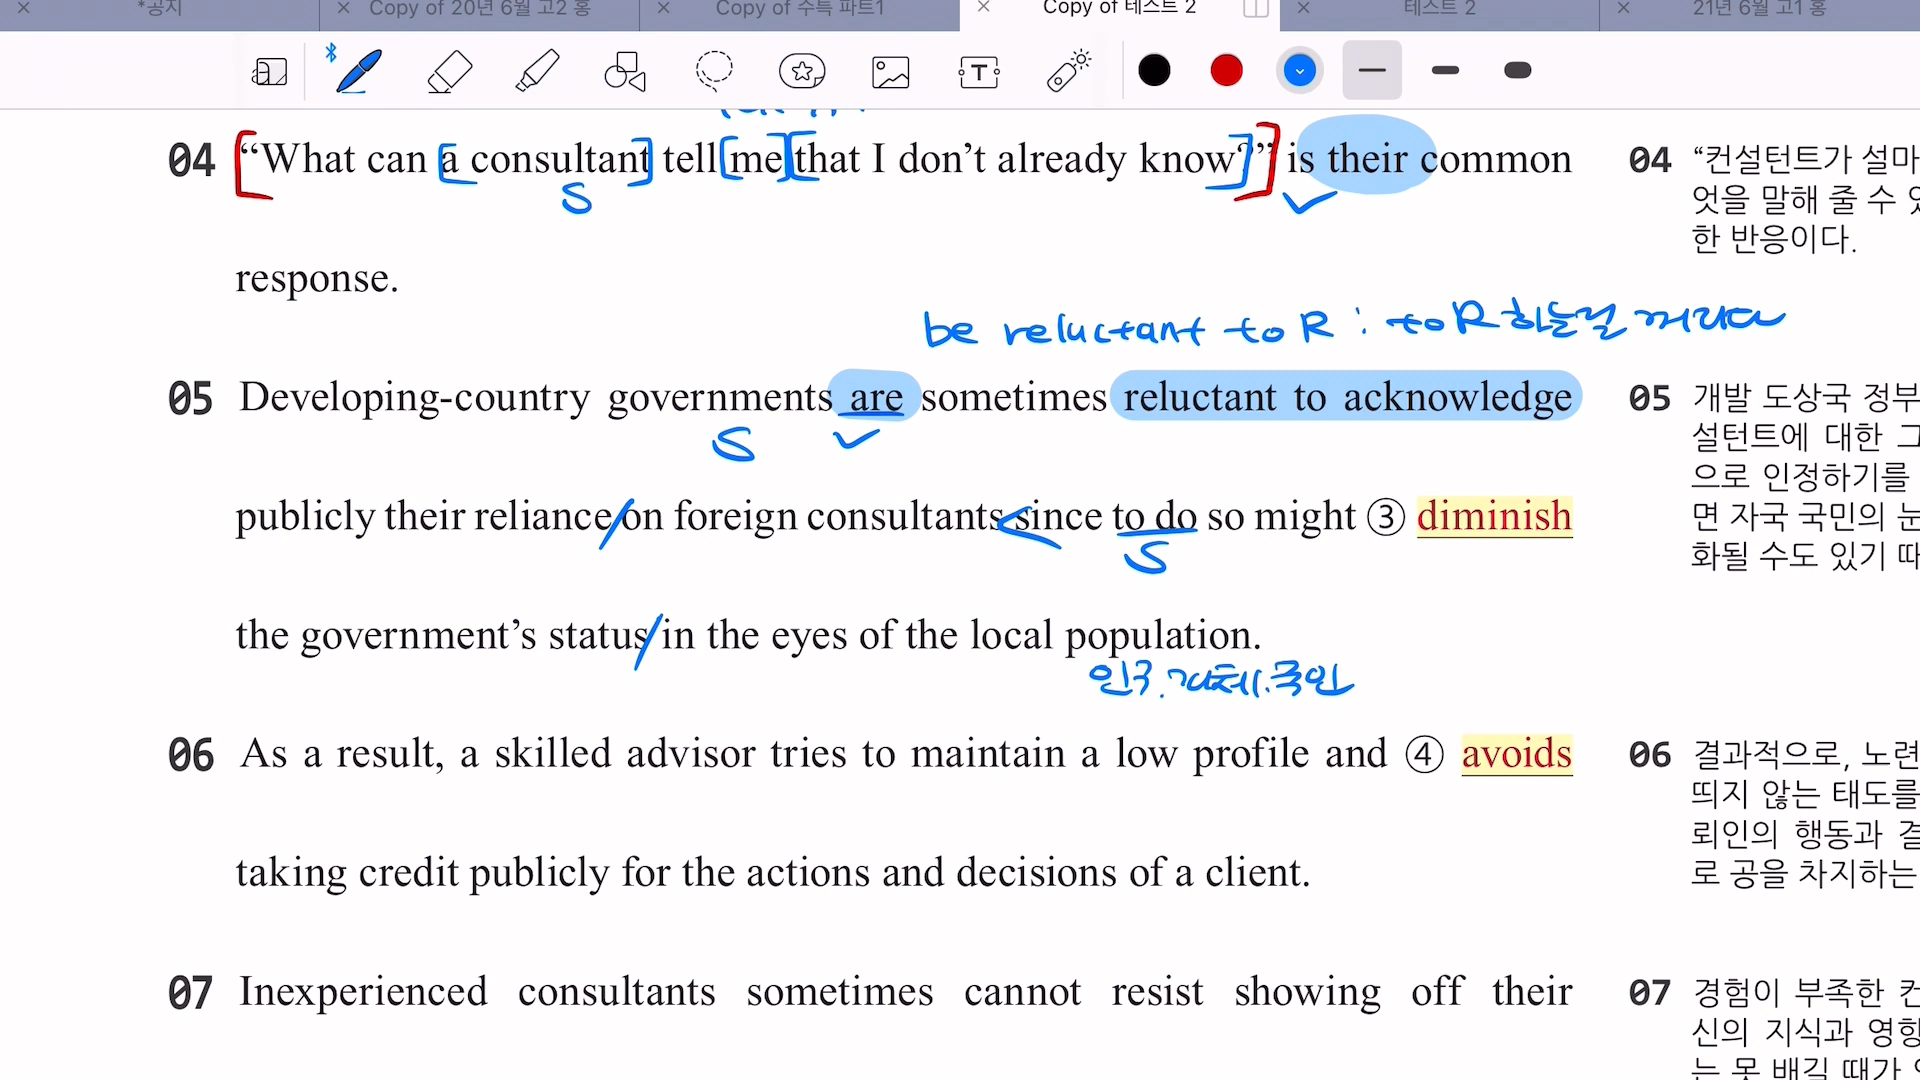 *공지
Copy of 20년 6월 고2 홍
Copy of 수특 파트1
Copy of 테스트 2
테스트 2
21년 6월 고1 홍
04 [“What can [a consultant] tell [me] [that I don’t already know?”]] is their common
S
response.
be reluctant to R : to R 하는걸 꺼리다
05 Developing-country governments are sometimes reluctant to acknowledge
S
publicly their reliance / on foreign consultants < since to do so might ③ diminish
S
the government’s status / in the eyes of the local population.
인구. 개체. 국민
06 As a result, a skilled advisor tries to maintain a low profile and ④ avoids
taking credit publicly for the actions and decisions of a client.
07 Inexperienced consultants sometimes cannot resist showing off their
04 “컨설턴트가 설마
엇을 말해 줄 수 있
한 반응이다.
05 개발 도상국 정부
설턴트에 대한 그
으로 인정하기를
면 자국 국민의 눈
화될 수도 있기 때
06 결과적으로, 노련
띄지 않는 태도를
뢰인의 행동과 결
로 공을 차지하는
07 경험이 부족한 컨
신의 지식과 영향
는 못 배길 때가